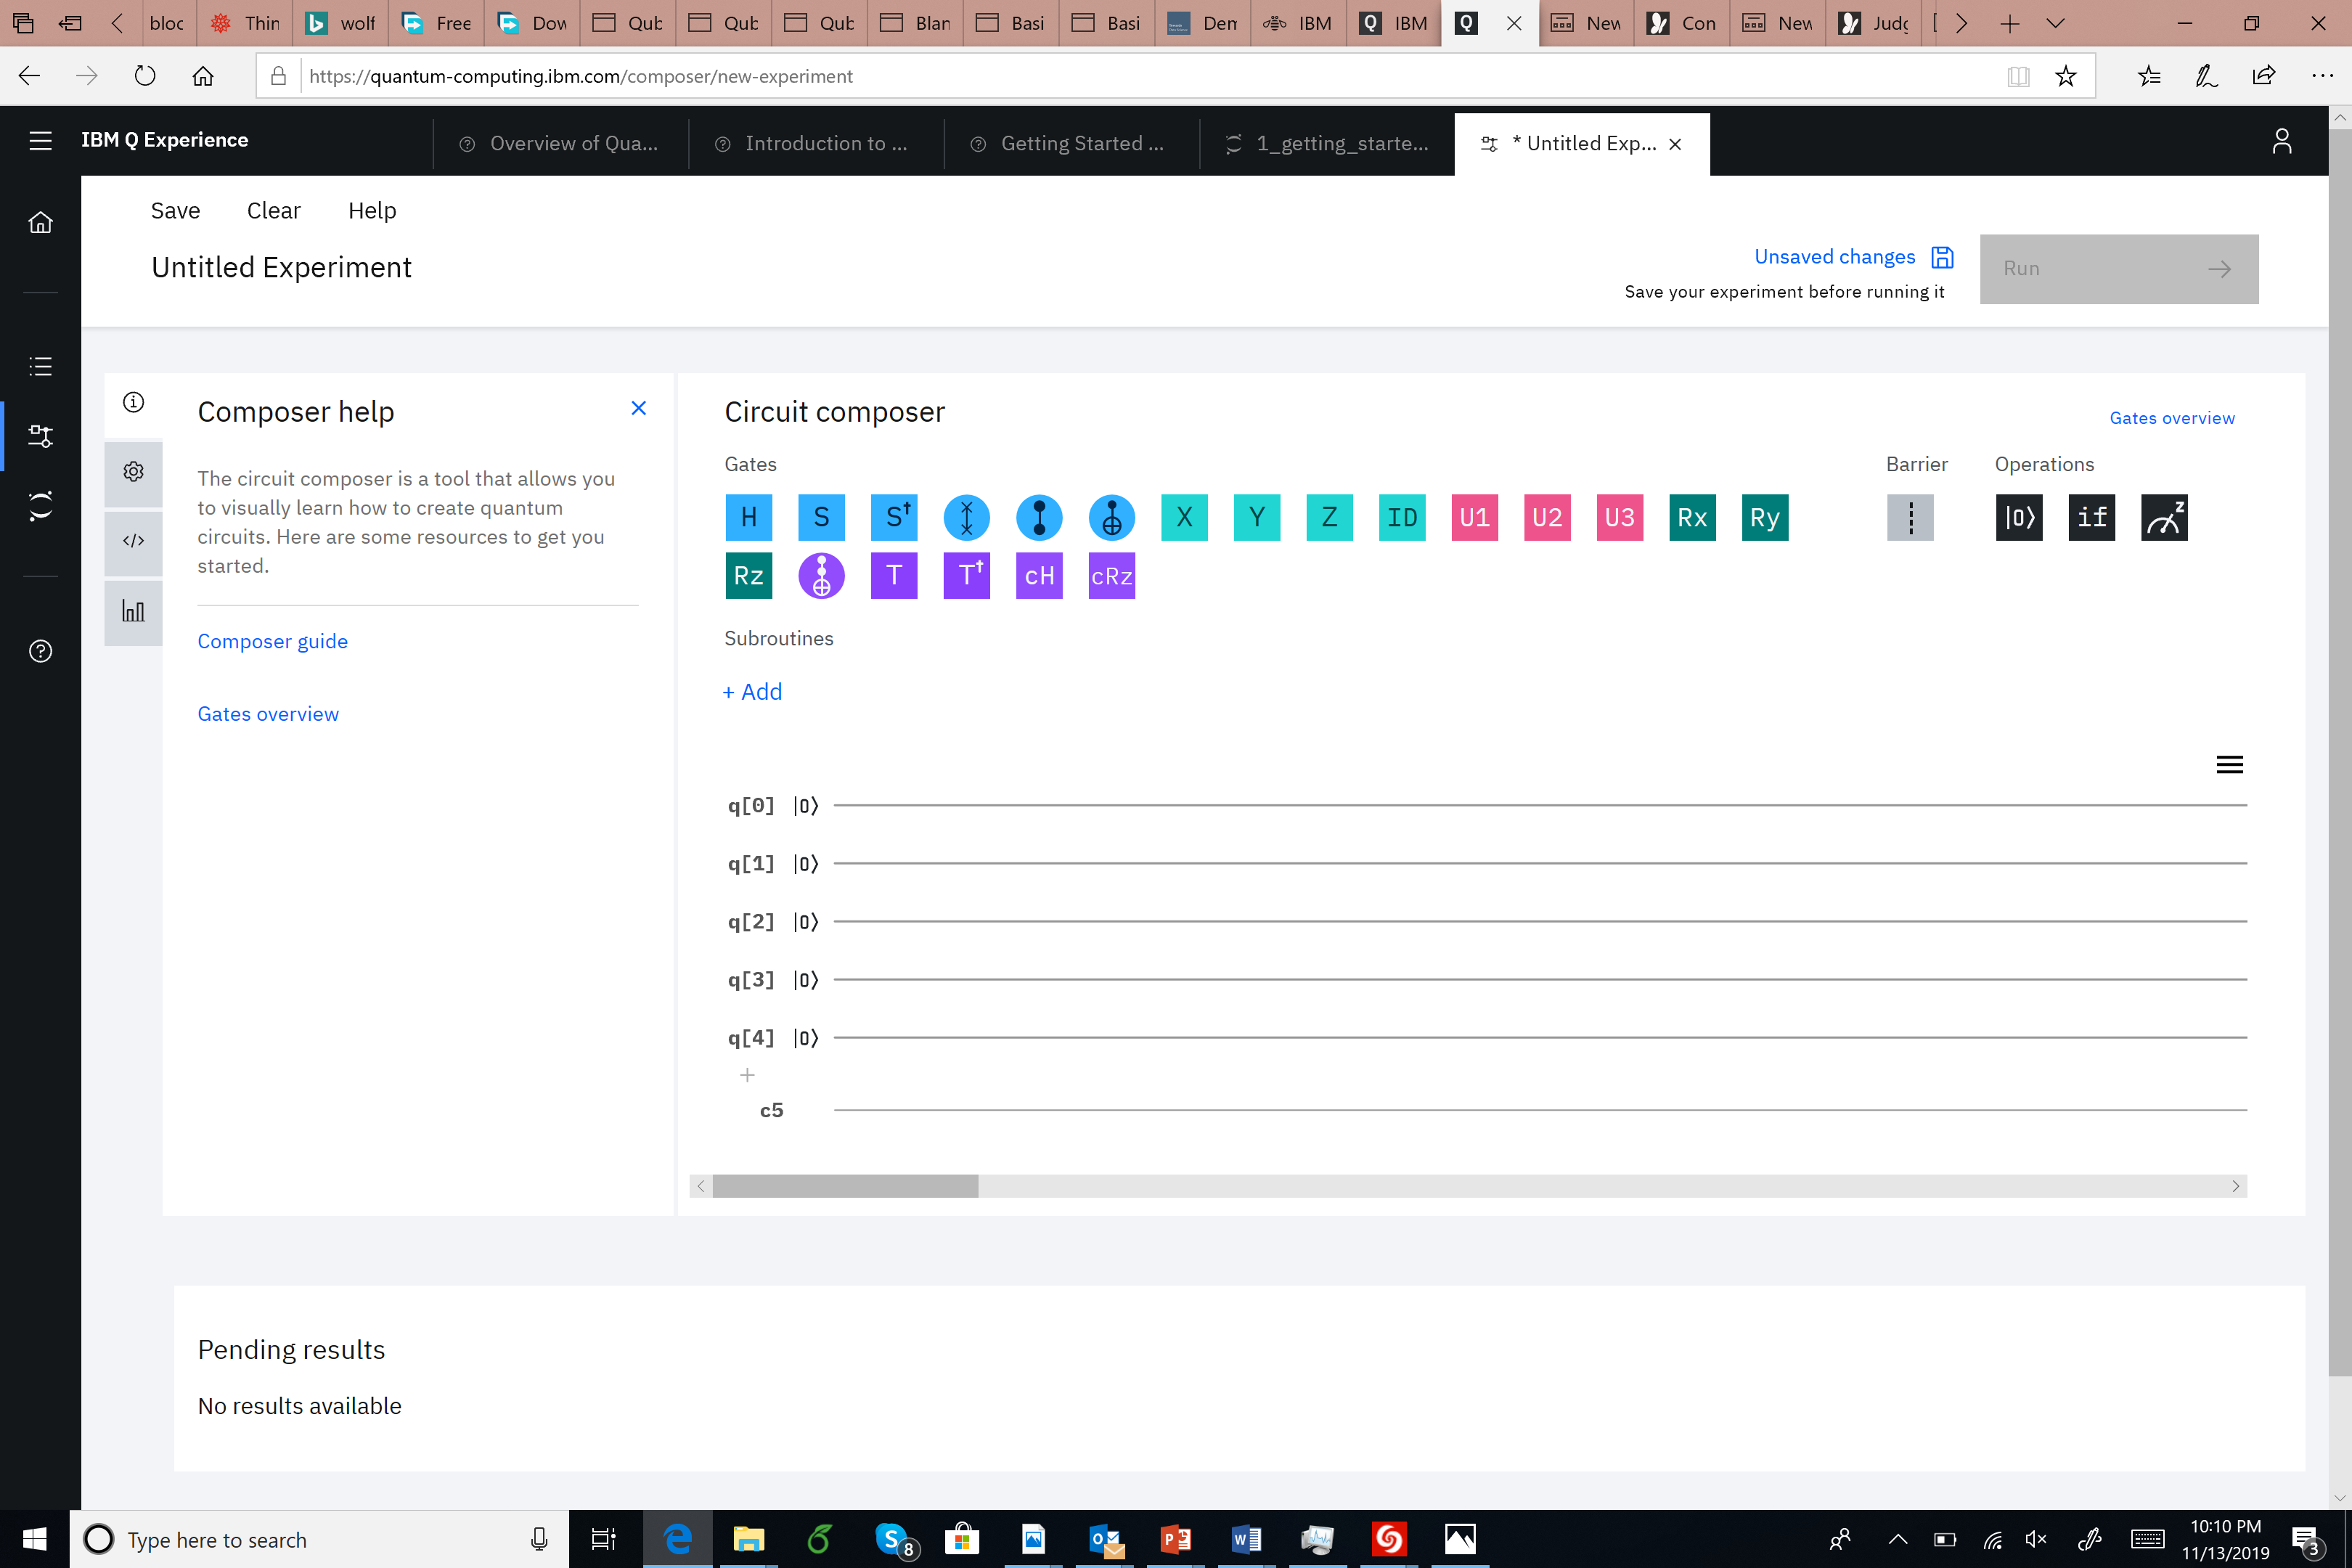 bloc Thin wolf Free Dow Qub Qub Qub Blan Basi Basi Den IBM IBM New Con New Judg
https://quantum-computing.ibm.com/composer/new-experiment
IBM Q Experience Overview of Qua... Introduction to ... Getting Started ... 1_getting_starte... * Untitled Exp...
Save Clear Help
Untitled Experiment
Unsaved changes
Save your experiment before running it
Run
Composer help
The circuit composer is a tool that allows you
to visually learn how to create quantum
circuits. Here are some resources to get you
started.
Composer guide
Gates overview
Circuit composer
Gates overview
Gates Barrier Operations
H S S† X Y Z ID U1 U2 U3 Rx Ry |0⟩ if z
Rz T T† cH cRz
Subroutines
+ Add
q[0] |0⟩
q[1] |0⟩
q[2] |0⟩
q[3] |0⟩
q[4] |0⟩
+
c5
Pending results
No results available
Type here to search
8
10:10 PM
11/13/2019
3